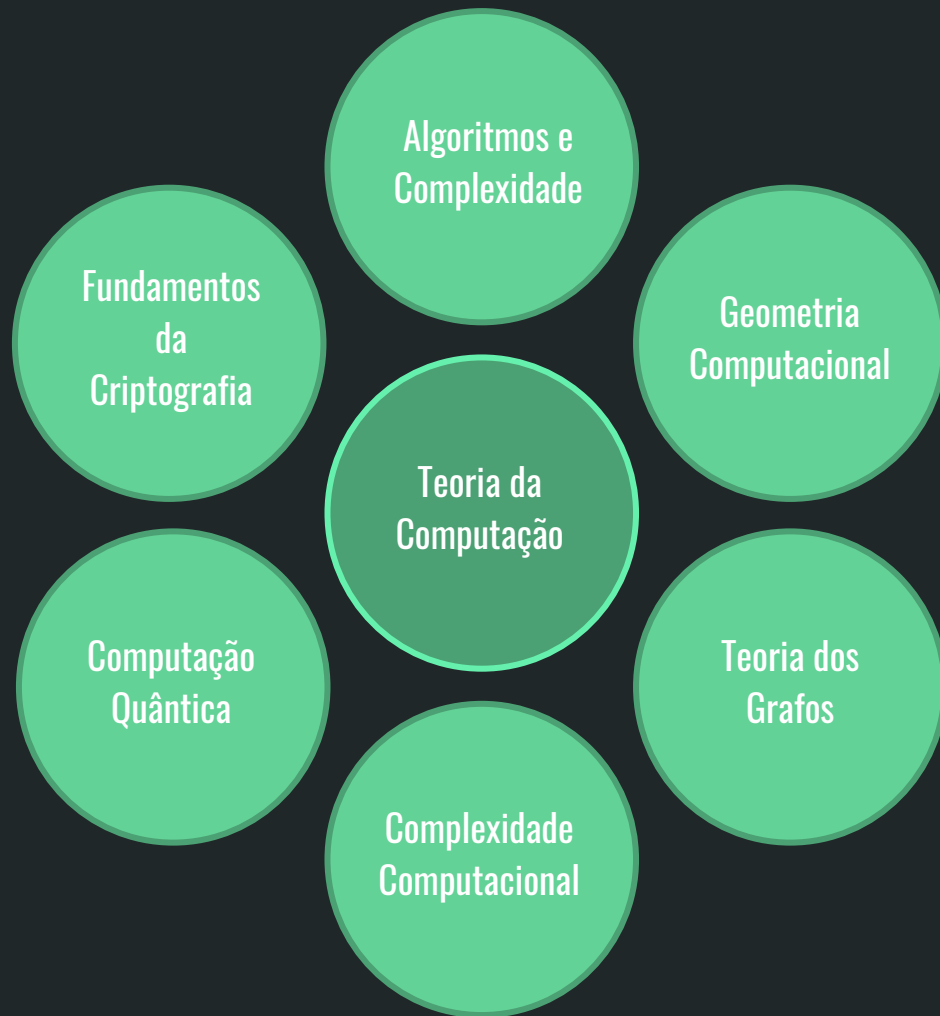 Algoritmos e
Complexidade
Fundamentos
da
Criptografia
Geometria
Computacional
Teoria da
Computação
Computação
Quântica
Teoria dos
Grafos
Complexidade
Computacional